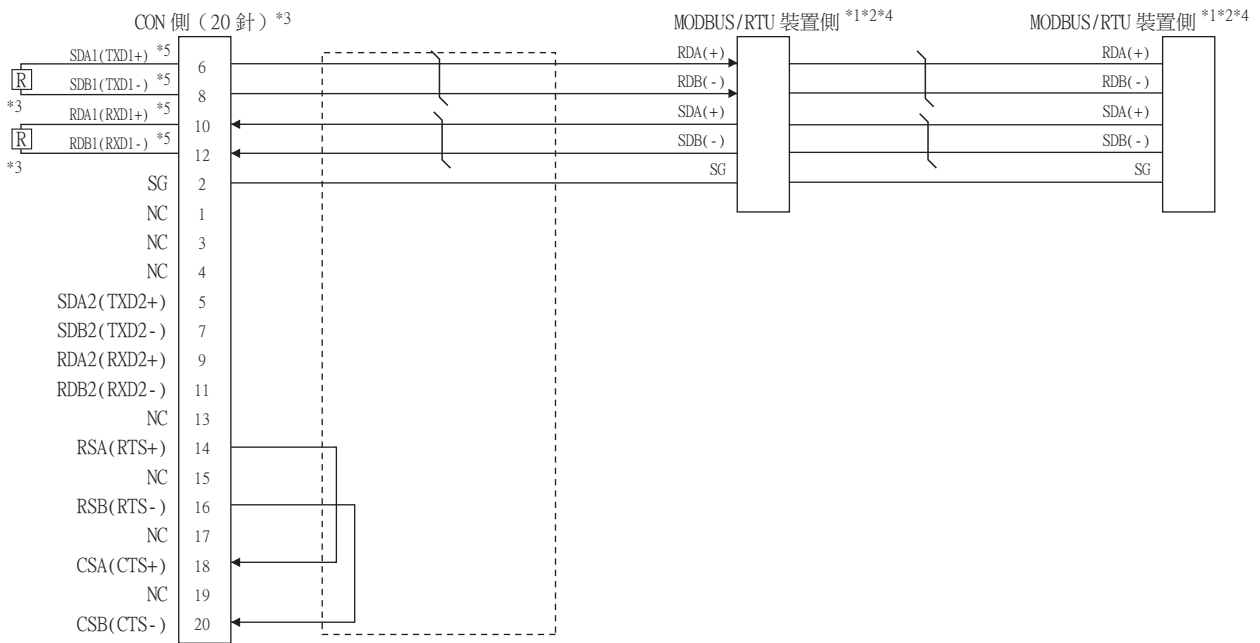 CON 側（20 針）*3
MODBUS/RTU 裝置側 *1*2*4
MODBUS/RTU 裝置側 *1*2*4
SDA1(TXD1+) *5 6 RDA(+) RDA(+)
R
SDB1(TXD1-) *5 8 RDB(-) RDB(-)
*3
RDA1(RXD1+) *5 10 SDA(+) SDA(+)
R
RDB1(RXD1-) *5 12 SDB(-) SDB(-)
*3
SG 2 SG SG
NC 1
NC 3
NC 4
SDA2(TXD2+) 5
SDB2(TXD2-) 7
RDA2(RXD2+) 9
RDB2(RXD2-) 11
NC 13
RSA(RTS+) 14
NC 15
RSB(RTS-) 16
NC 17
CSA(CTS+) 18
NC 19
CSB(CTS-) 20